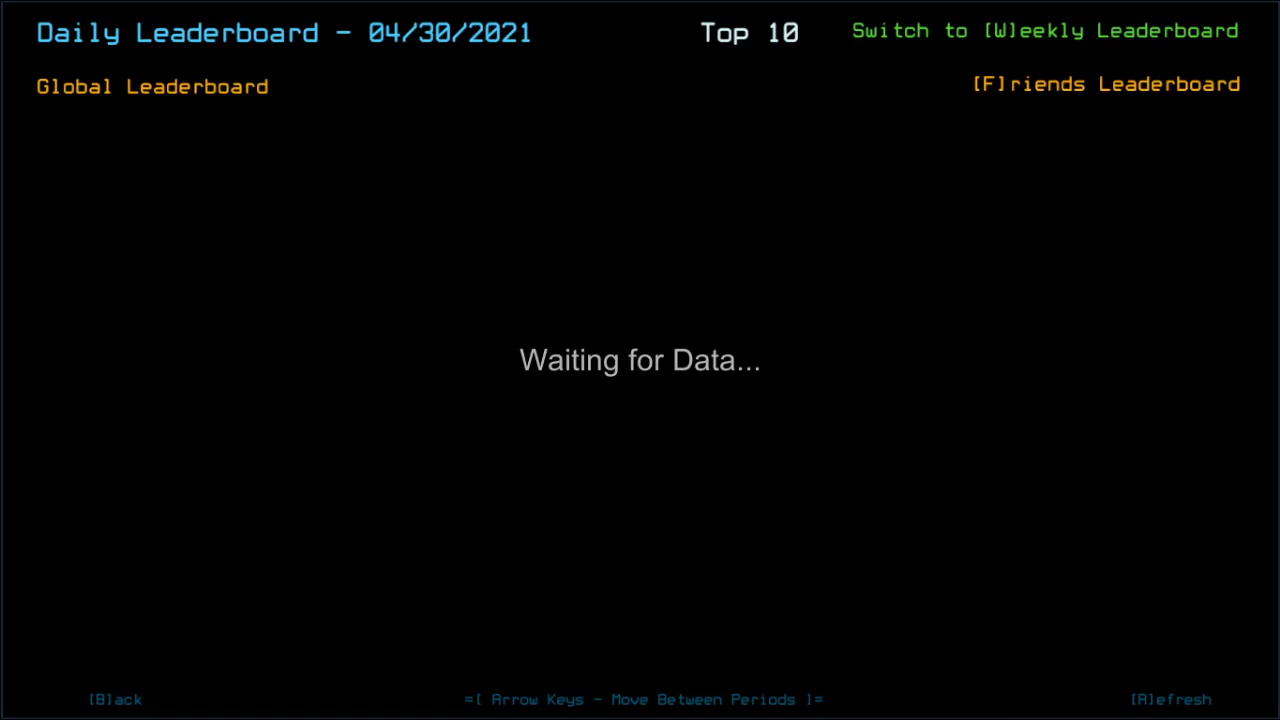 Daily Leaderboard - 04/30/2021
Top 10
Switch to [W]eekly Leaderboard
Global Leaderboard
[F]riends Leaderboard
Waiting for Data...
[B]ack
=[ Arrow Keys - Move Between Periods ]=
[R]efresh